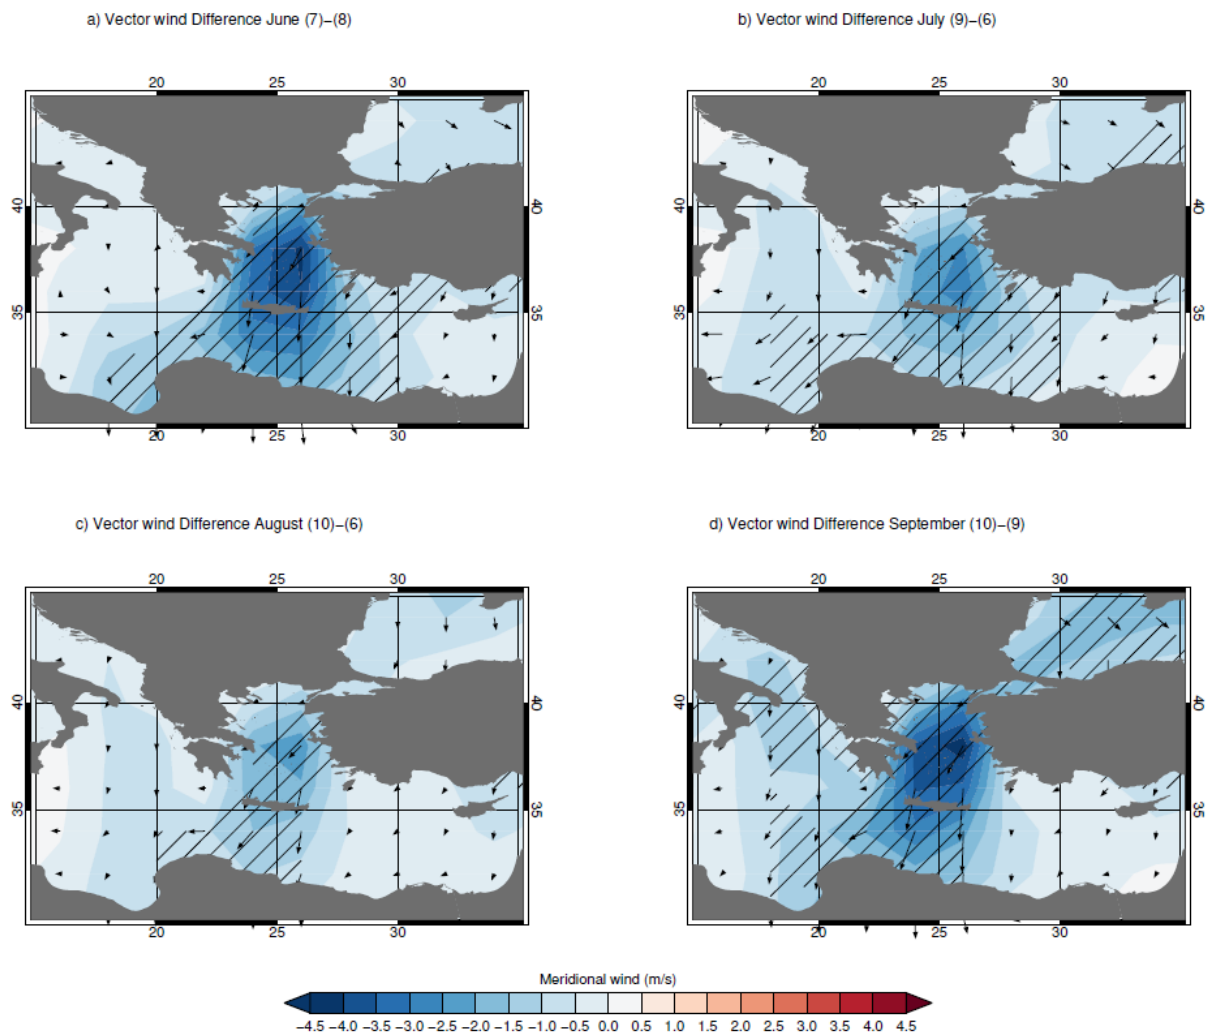 a) Vector wind Difference June (7)−(8)
b) Vector wind Difference July (9)−(6)
20 25 30
20 25 30
40 40 40 40
35 35 35 35
20 25 30
20 25 30
c) Vector wind Difference August (10)−(6)
d) Vector wind Difference September (10)−(9)
20 25 30
20 25 30
40 40 40 40
35 35 35 35
20 25 30
20 25 30
Meridional wind (m/s)
−4.5 −4.0 −3.5 −3.0 −2.5 −2.0 −1.5 −1.0 −0.5 0.0 0.5 1.0 1.5 2.0 2.5 3.0 3.5 4.0 4.5